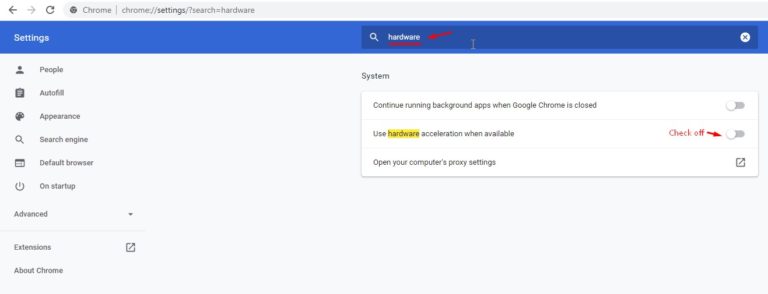 Chrome | chrome://settings/?search=hardware
Settings
hardware
People
Autofill
Appearance
Search engine
Default browser
On startup
Advanced
Extensions
About Chrome
System
Continue running background apps when Google Chrome is closed
Use hardware acceleration when available
Check off
Open your computer's proxy settings